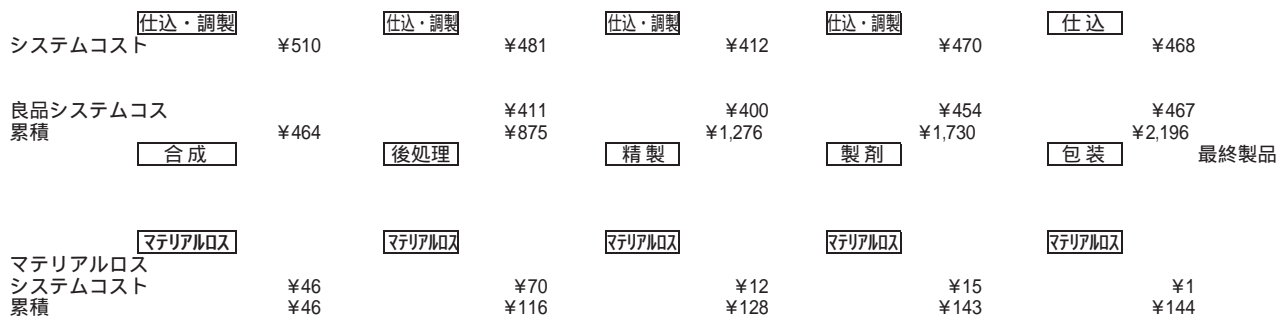 仕込・調製 仕込・調製 仕込・調製 仕込・調製 仕 込
システムコスト ¥510 ¥481 ¥412 ¥470 ¥468
良品システムコス ¥411 ¥400 ¥454 ¥467
累積 ¥464 ¥875 ¥1,276 ¥1,730 ¥2,196
合 成 後処理 精 製 製 剤 包 装 最終製品
マテリアルロス マテリアルロス マテリアルロス マテリアルロス マテリアルロス
マテリアルロス
システムコスト ¥46 ¥70 ¥12 ¥15 ¥1
累積 ¥46 ¥116 ¥128 ¥143 ¥144